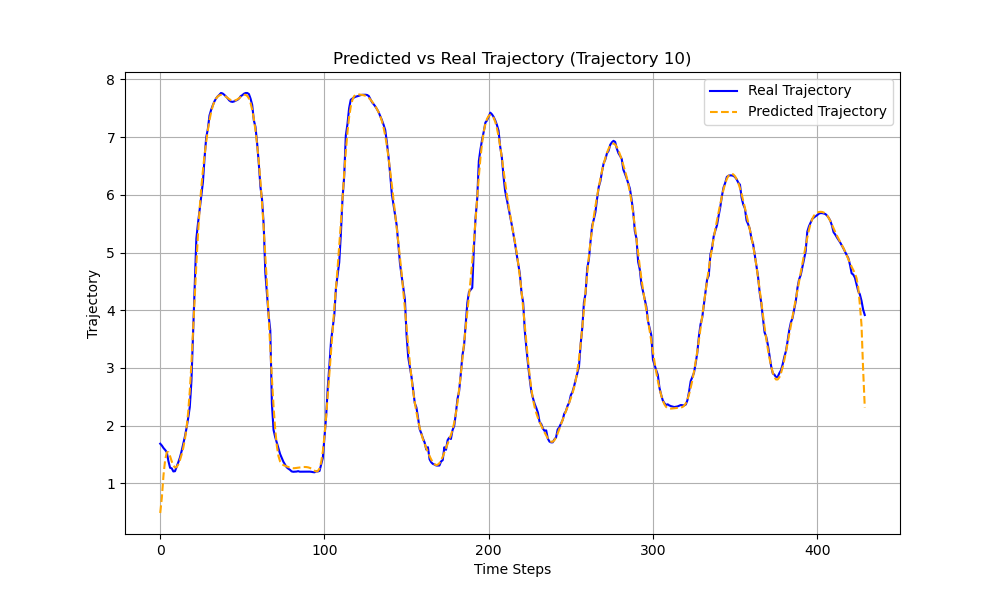 Predicted vs Real Trajectory (Trajectory 10)
Real Trajectory
Predicted Trajectory
Trajectory
8
7
6
5
4
3
2
1
0 100 200 300 400
Time Steps